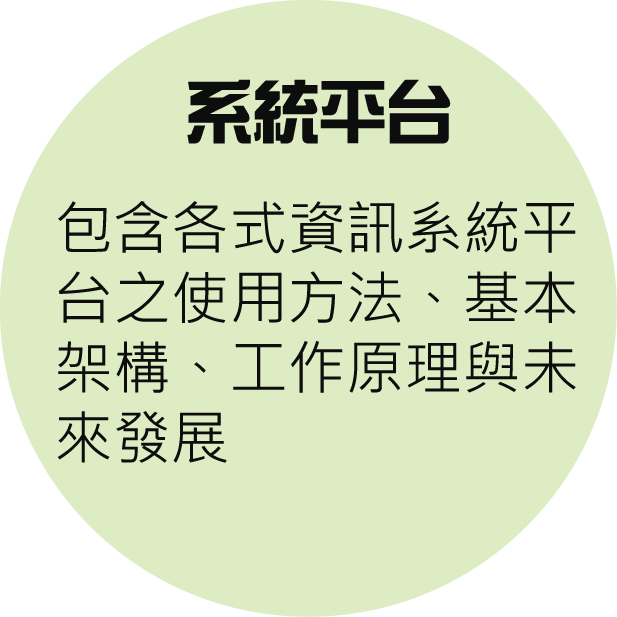 系統平台
包含各式資訊系統平
台之使用方法、基本
架構、工作原理與未
來發展